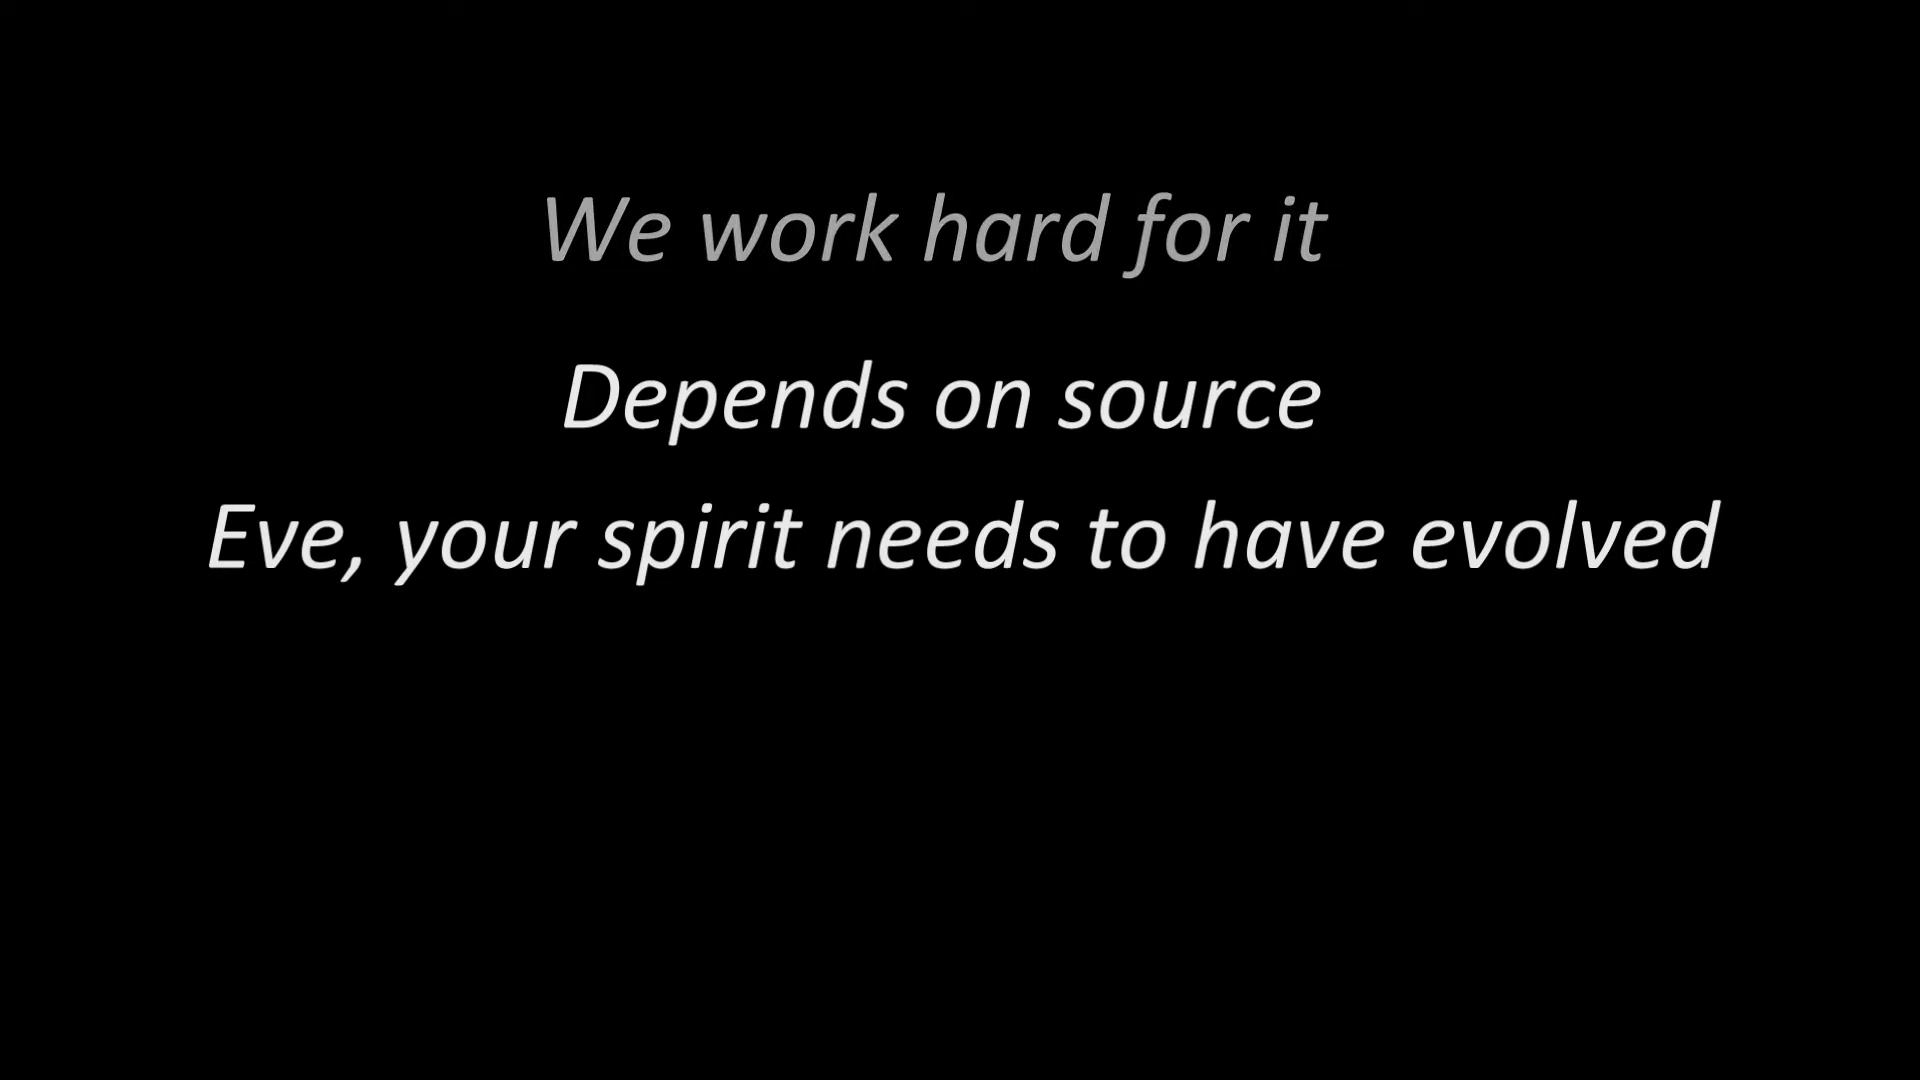 We work hard for it
Depends on source
Eve, your spirit needs to have evolved